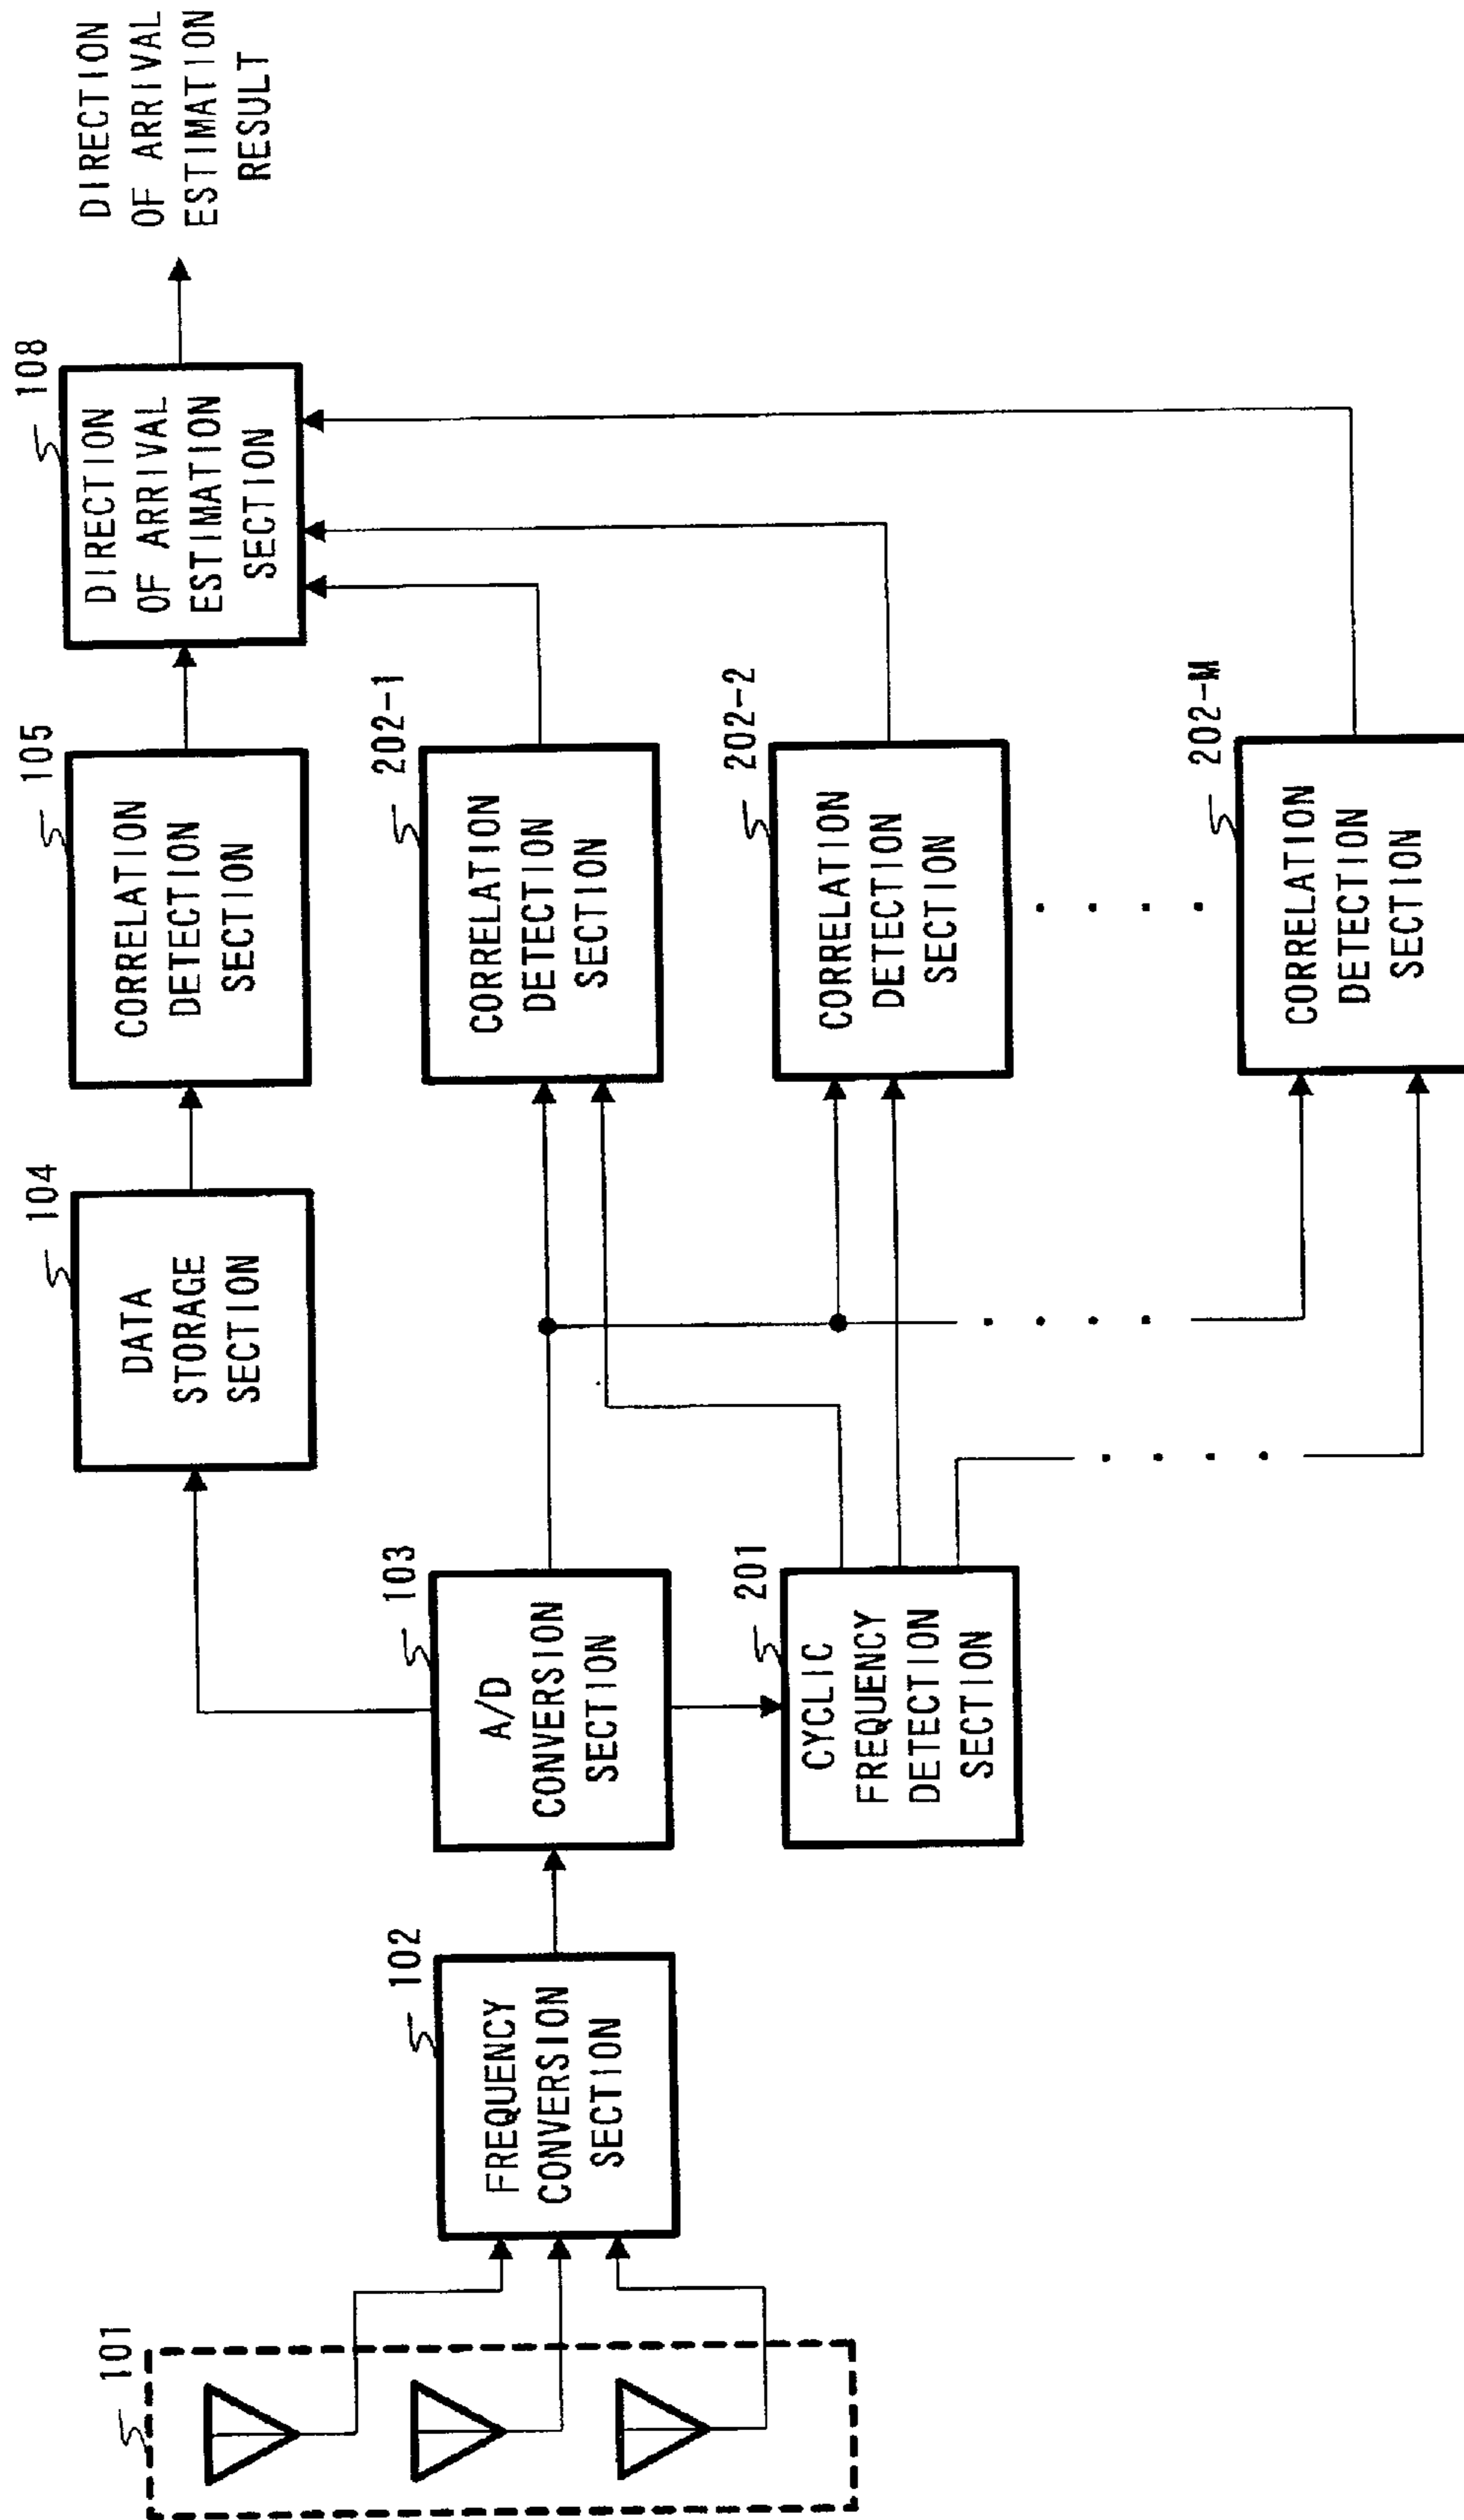 101
102
FREQUENCY
CONVERSION
SECTION
103
A/D
CONVERSION
SECTION
201
CYCLIC
FREQUENCY
DETECTION
SECTION
104
DATA
STORAGE
SECTION
105
CORRELATION
DETECTION
SECTION
202-1
CORRELATION
DETECTION
SECTION
202-2
CORRELATION
DETECTION
SECTION
202-M
CORRELATION
DETECTION
SECTION
108
DIRECTION
OF ARRIVAL
ESTIMATION
SECTION
DIRECTION
OF ARRIVAL
ESTIMATION
RESULT